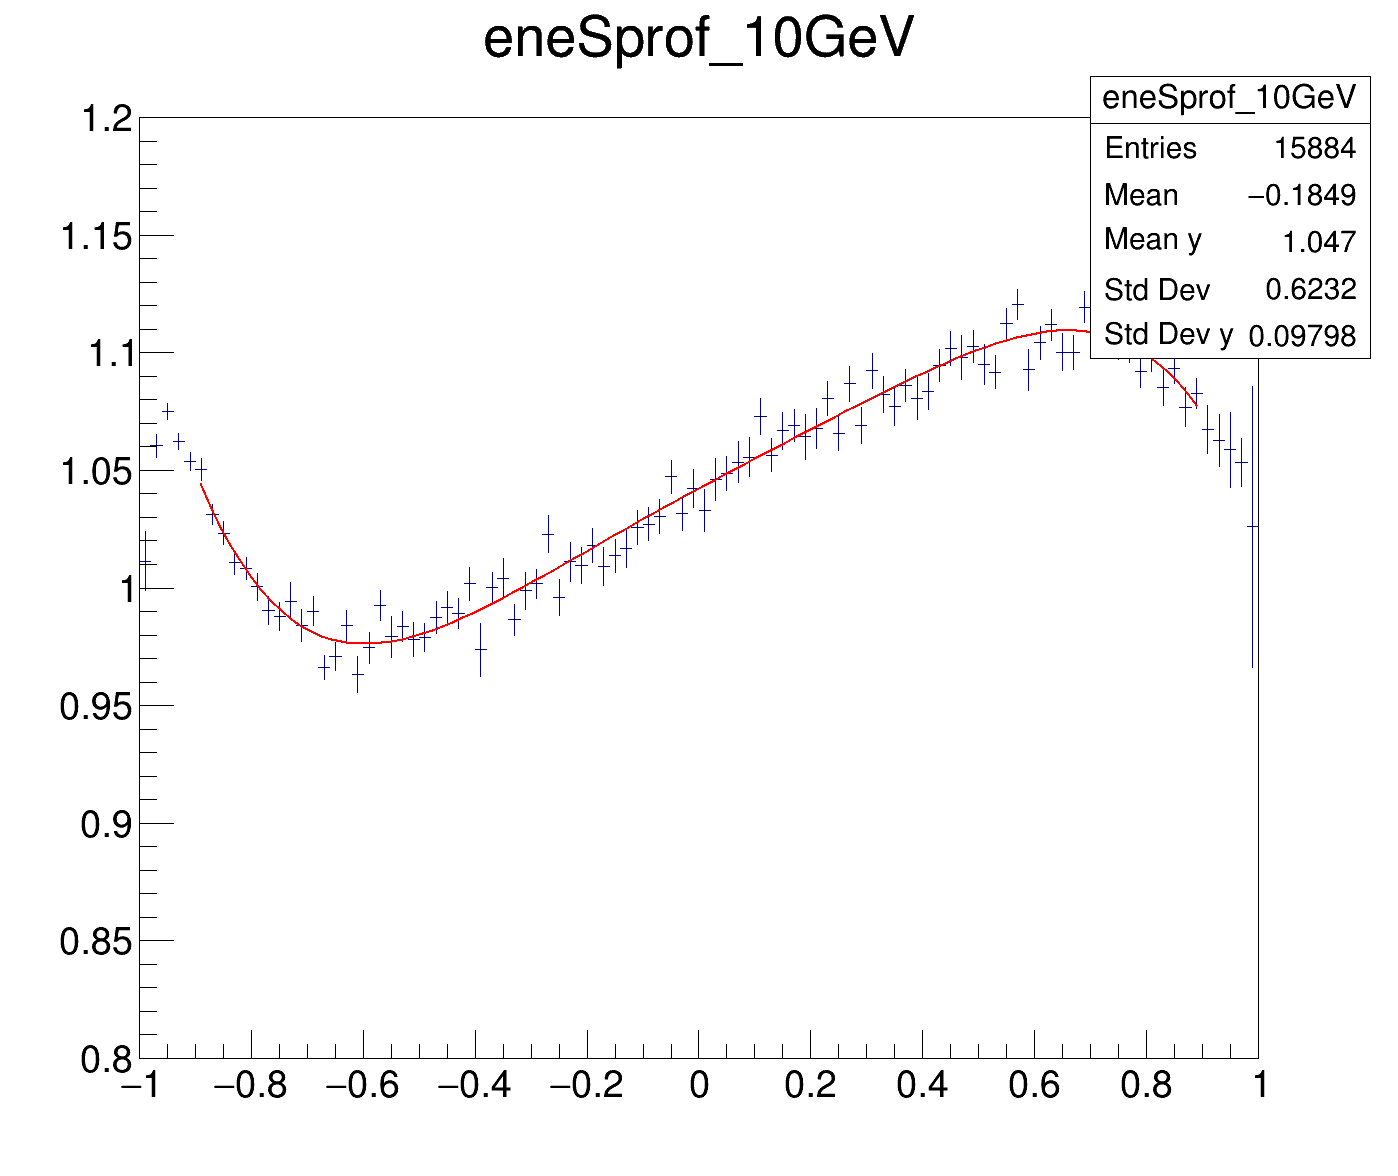 eneSprof_10GeV
eneSprof_10GeV
Entries 15884
Mean −0.1849
Mean y 1.047
Std Dev 0.6232
Std Dev y 0.09798
1.2
1.15
1.1
1.05
1
0.95
0.9
0.85
0.8
−1 −0.8 −0.6 −0.4 −0.2 0 0.2 0.4 0.6 0.8 1